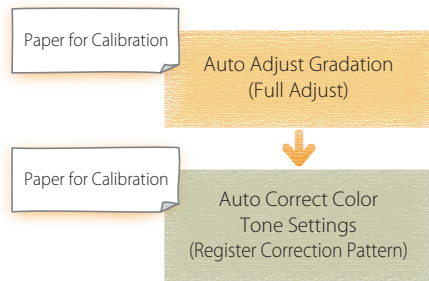 Paper for Calibration
Auto Adjust Gradation
(Full Adjust)
Paper for Calibration
Auto Correct Color
Tone Settings
(Register Correction Pattern)